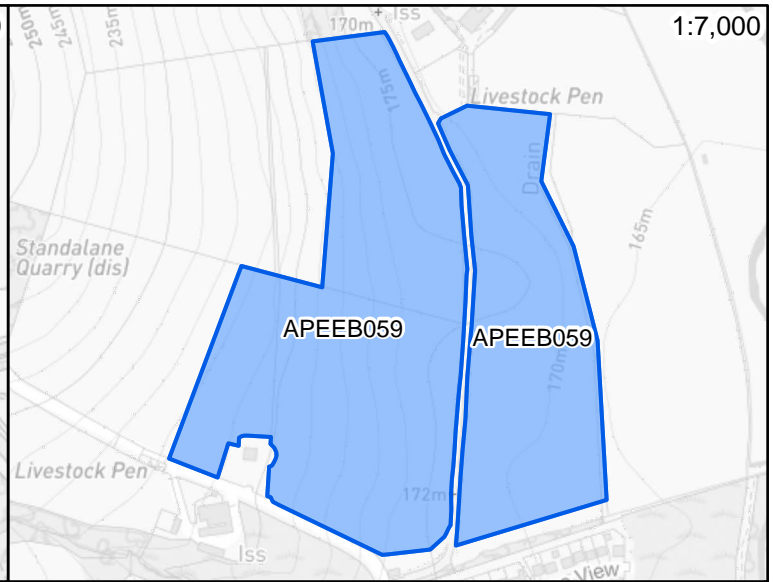 1:7,000
250m
245m
235m
170m
Iss
175m
Livestock Pen
Drain
165m
Standalane
Quarry (dis)
APEEB059
APEEB059
170m
Livestock Pen
172m
Iss
View